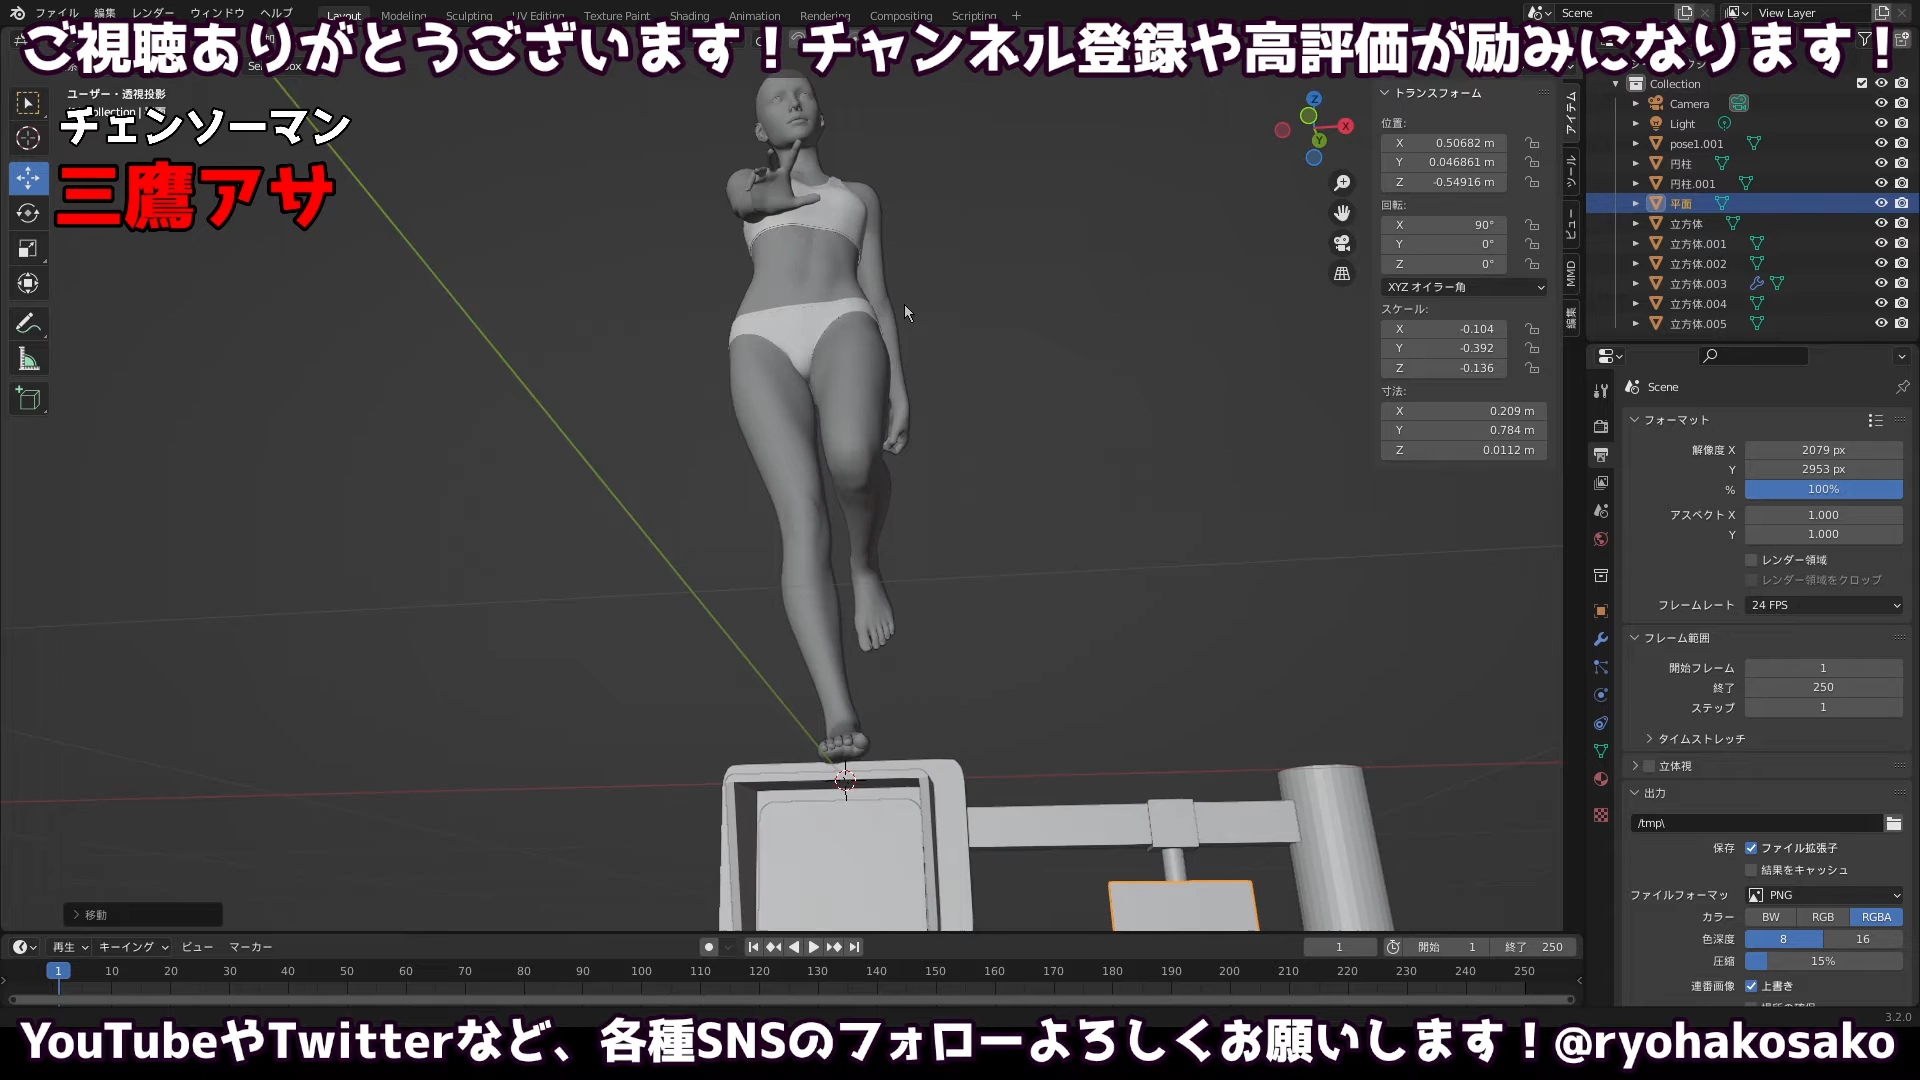 ファイル 編集 レンダー ウィンドウ ヘルプ Layout Modeling Sculpting UV Editing Texture Paint Shading Animation Rendering Compositing Scripting
Scene View Layer
ご視聴ありがとうございます！チャンネル登録や高評価が励みになります！
ユーザー・透視投影
チェンソーマン
三鷹アサ
Z
X
Y
トランスフォーム
位置:
X 0.50682 m
Y 0.046861 m
Z -0.54916 m
回転:
X 90°
Y 0°
Z 0°
XYZ オイラー角
スケール:
X -0.104
Y -0.392
Z -0.136
寸法:
X 0.209 m
Y 0.784 m
Z 0.0112 m
アイテム
ツール
ビュー
MMD
編集
Collection
Camera
Light
pose1.001
円柱
円柱.001
平面
立方体
立方体.001
立方体.002
立方体.003
立方体.004
立方体.005
Scene
フォーマット
解像度 X 2079 px
Y 2953 px
% 100%
アスペクト X 1.000
Y 1.000
レンダー領域
レンダー領域をクロップ
フレームレート 24 FPS
フレーム範囲
開始フレーム 1
終了 250
ステップ 1
タイムストレッチ
立体視
出力
/tmp\
保存 ファイル拡張子
結果をキャッシュ
ファイルフォーマッ PNG
カラー BW RGB RGBA
色深度 8 16
圧縮 15%
連番画像 上書き
移動
再生 キーイング ビュー マーカー 1 開始 1 終了 250
1 10 20 30 40 50 60 70 80 90 100 110 120 130 140 150 160 170 180 190 200 210 220 230 240 250
3.2.0
YouTubeやTwitterなど、各種SNSのフォローよろしくお願いします！@ryohakosako